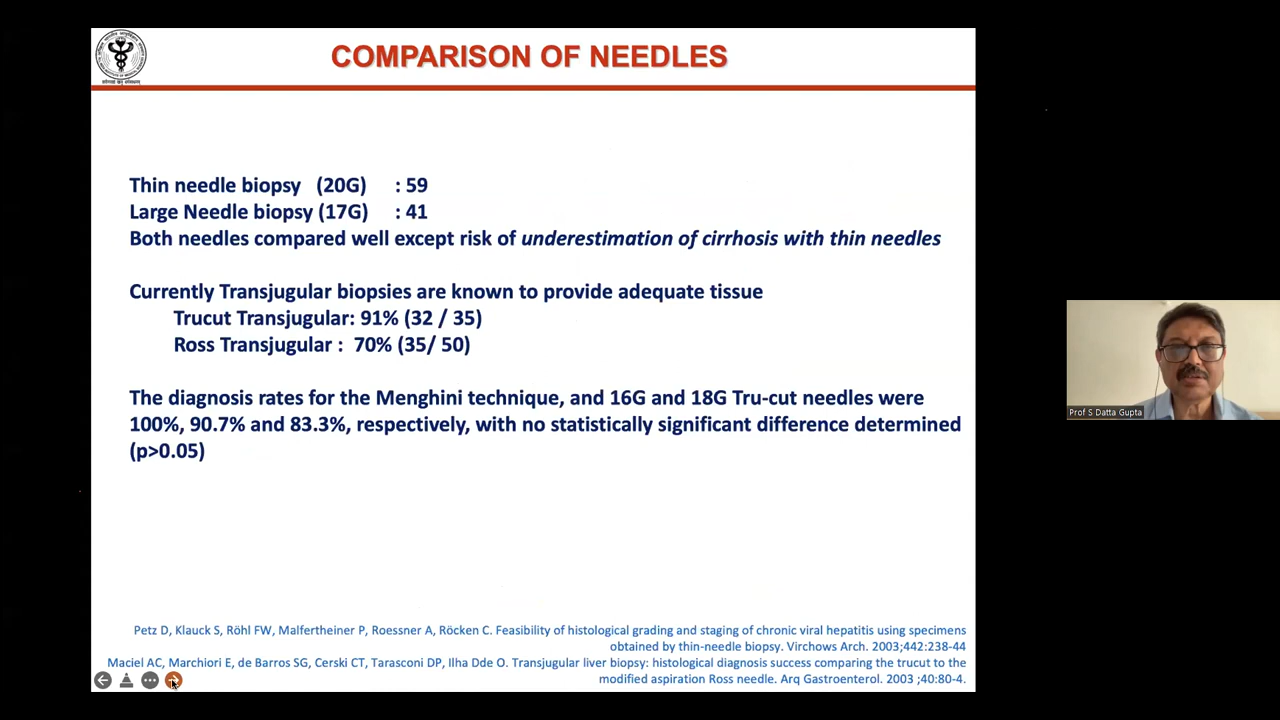 COMPARISON OF NEEDLES
Thin needle biopsy (20G) : 59
Large Needle biopsy (17G) : 41
Both needles compared well except risk of underestimation of cirrhosis with thin needles
Currently Transjugular biopsies are known to provide adequate tissue
Trucut Transjugular: 91% (32 / 35)
Ross Transjugular : 70% (35/ 50)
The diagnosis rates for the Menghini technique, and 16G and 18G Tru-cut needles were
100%, 90.7% and 83.3%, respectively, with no statistically significant difference determined
(p>0.05)
Petz D, Klauck S, Röhl FW, Malfertheiner P, Roessner A, Röcken C. Feasibility of histological grading and staging of chronic viral hepatitis using specimens
obtained by thin-needle biopsy. Virchows Arch. 2003;442:238-44
Maciel AC, Marchiori E, de Barros SG, Cerski CT, Tarasconi DP, Ilha Dde O. Transjugular liver biopsy: histological diagnosis success comparing the trucut to the
modified aspiration Ross needle. Arq Gastroenterol. 2003 ;40:80-4.
Prof S Datta Gupta